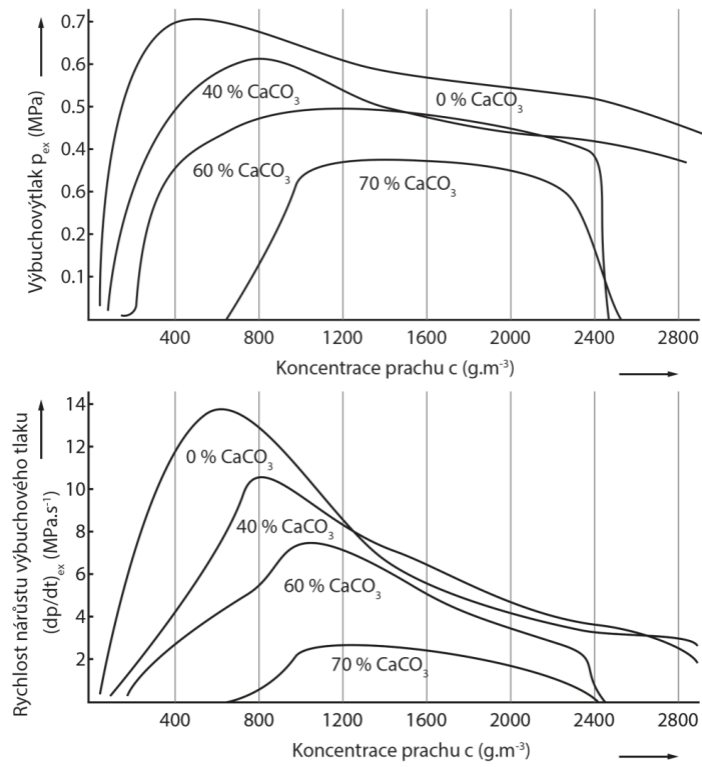 Výbuchovýtlak pₑₓ (MPa)
0.7
0.6
0.5
0.4
0.6
0.2
0.1
40 % CaCO₃
0 % CaCO₃
60 % CaCO₃
70 % CaCO₃
400 800 1200 1600 2000 2400 2800
Koncentrace prachu c (g.m⁻³)
Rychlost nárůstu výbuchového tlaku
(dp/dt)ₑₓ (MPa.s⁻¹)
14
12
10
8
6
4
2
0 % CaCO₃
40 % CaCO₃
60 % CaCO₃
70 % CaCO₃
400 800 1200 1600 2000 2400 2800
Koncentrace prachu c (g.m⁻³)